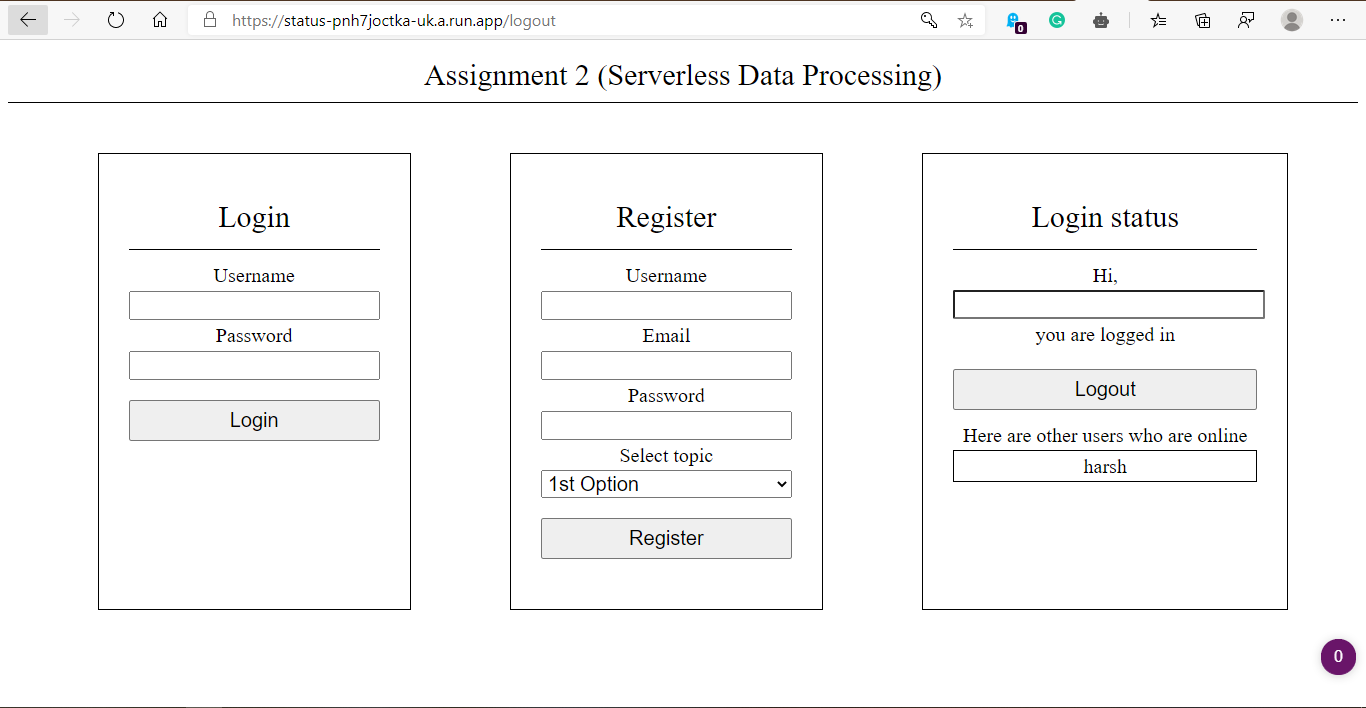 https://status-pnh7joctka-uk.a.run.app/logout
0
Assignment 2 (Serverless Data Processing)
Login
Username
Password
Login
Register
Username
Email
Password
Select topic
1st Option
Register
Login status
Hi,
you are logged in
Logout
Here are other users who are online
harsh
0